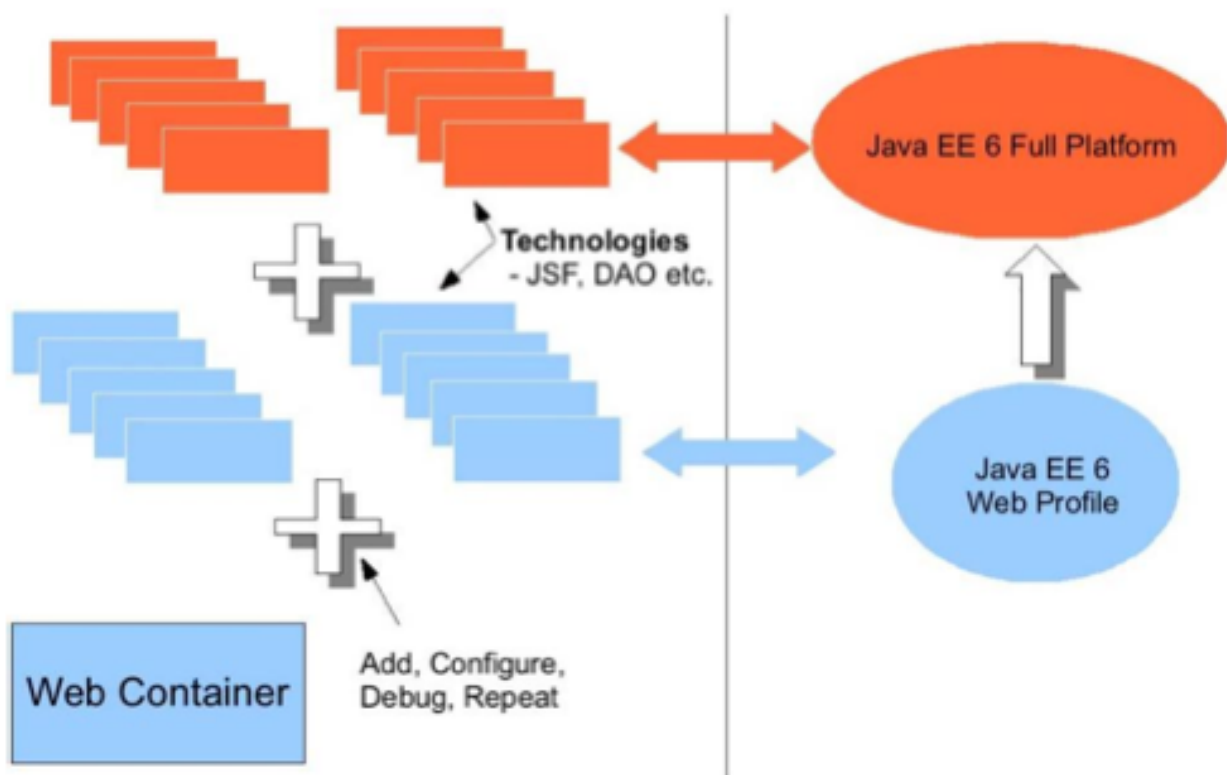 Java EE 6 Full Platform
Technologies
- JSF, DAO etc.
Java EE 6
Web Profile
Add, Configure,
Debug, Repeat
Web Container